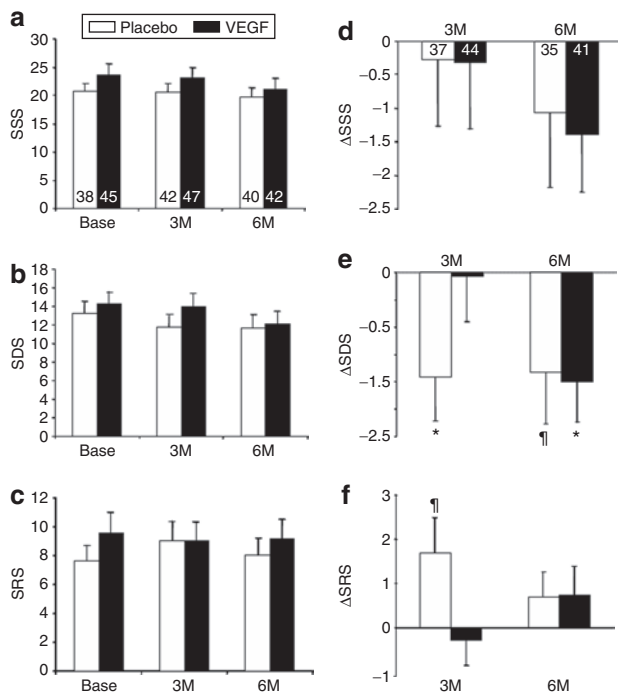 a
Placebo VEGF
SSS
30
25
20
15
10
5
0
38 45 42 47 40 42
Base 3M 6M
b
SDS
18
16
14
12
10
8
6
4
2
0
Base 3M 6M
c
SRS
12
10
8
6
4
2
0
Base 3M 6M
d
3M 6M
ΔSSS
0
−0.5
−1
−1.5
−2
−2.5
37 44 35 41
e
3M 6M
ΔSDS
0
−0.5
−1.5
−2.5
* ¶ *
f
ΔSRS
3
2
1
0
−1
¶
3M 6M